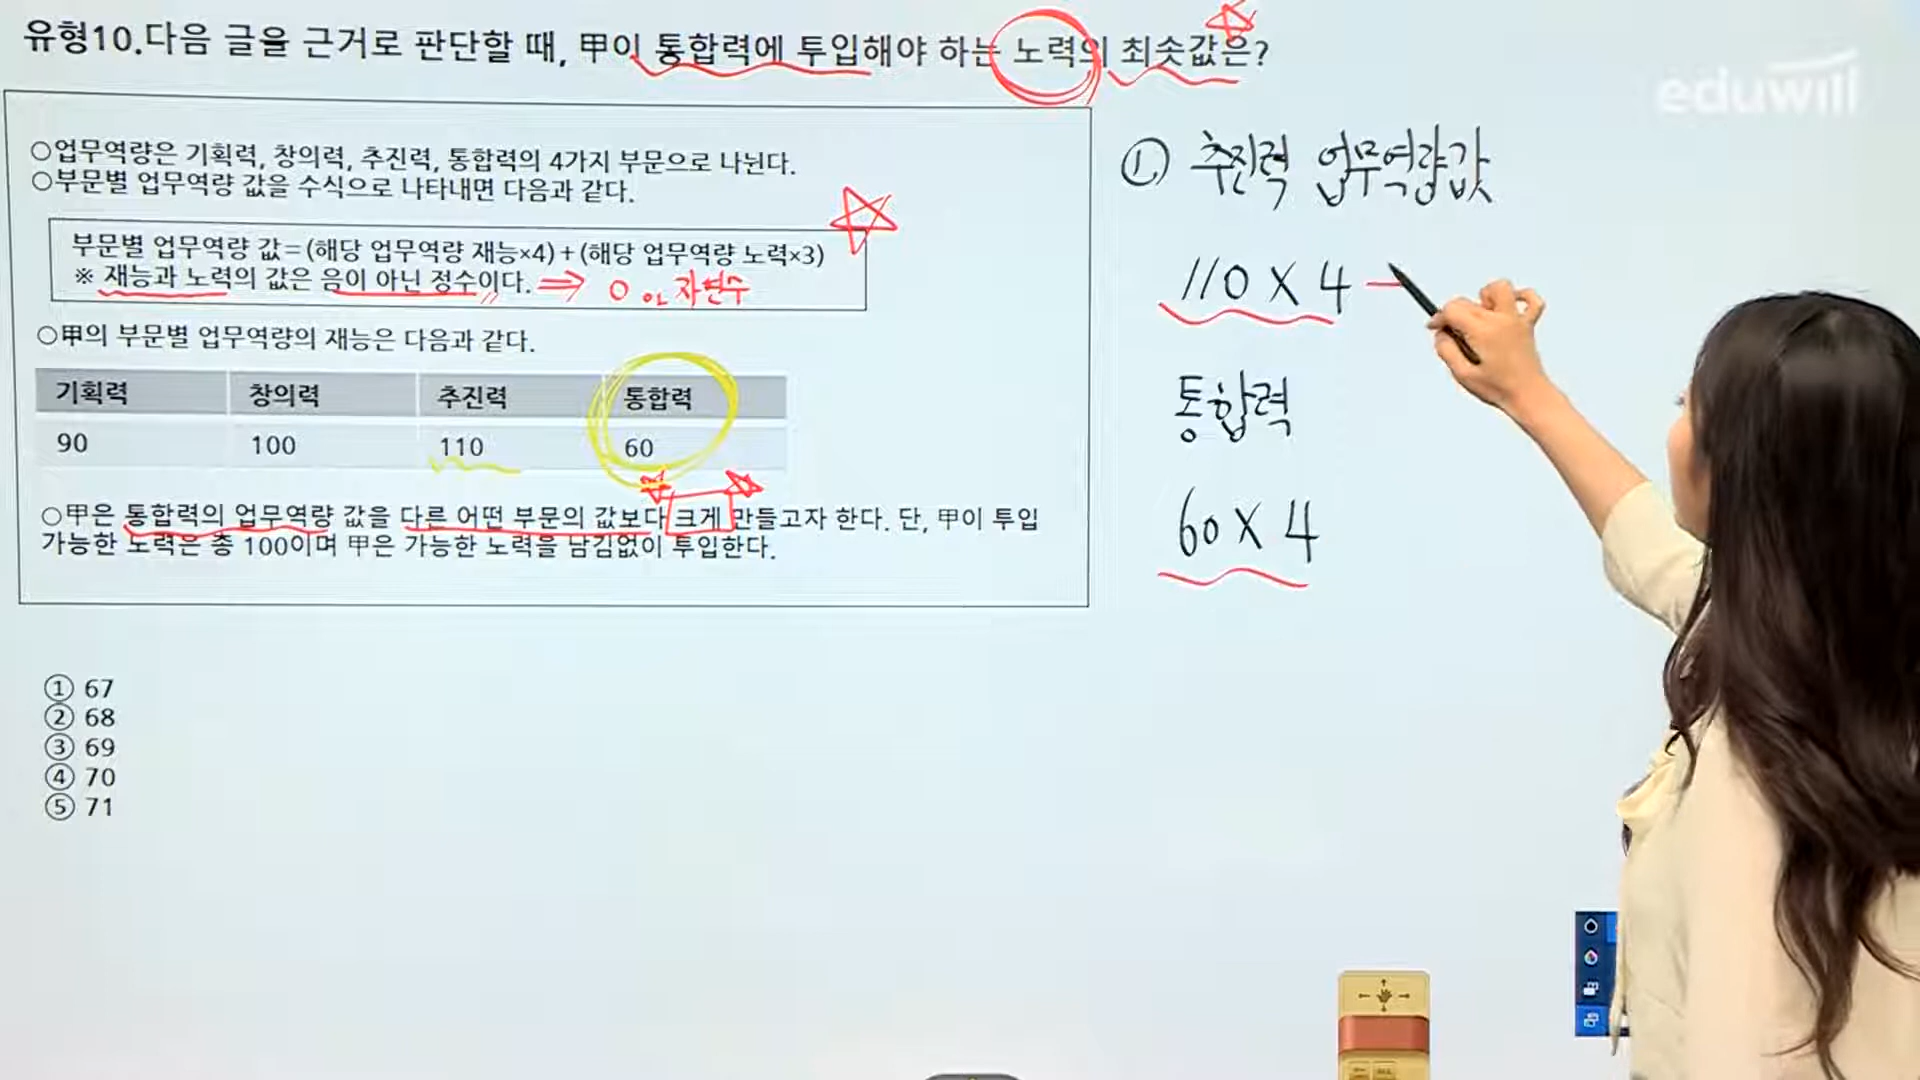 유형10.다음 글을 근거로 판단할 때, 甲이 통합력에 투입해야 하는 노력의 최솟값은?
eduwill
○업무역량은 기획력, 창의력, 추진력, 통합력의 4가지 부문으로 나뉜다.
○부문별 업무역량 값을 수식으로 나타내면 다음과 같다.
부문별 업무역량 값=(해당 업무역량 재능×4)+(해당 업무역량 노력×3)
※ 재능과 노력의 값은 음이 아닌 정수이다. ⇒ 0 or 자연수
○甲의 부문별 업무역량의 재능은 다음과 같다.
기획력 창의력 추진력 통합력
90 100 110 60
○甲은 통합력의 업무역량 값을 다른 어떤 부문의 값보다 크게 만들고자 한다. 단, 甲이 투입
가능한 노력은 총 100이며 甲은 가능한 노력을 남김없이 투입한다.
① 67
② 68
③ 69
④ 70
⑤ 71
추진력 업무역량값
110 X 4
통합력
60 X 4